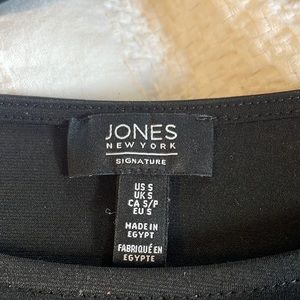 JONES
NEW YORK
SIGNATURE
US S
UK S
CA S/P
EU S
MADE IN
EGYPT
FABRIQUÉ EN
EGYPTE